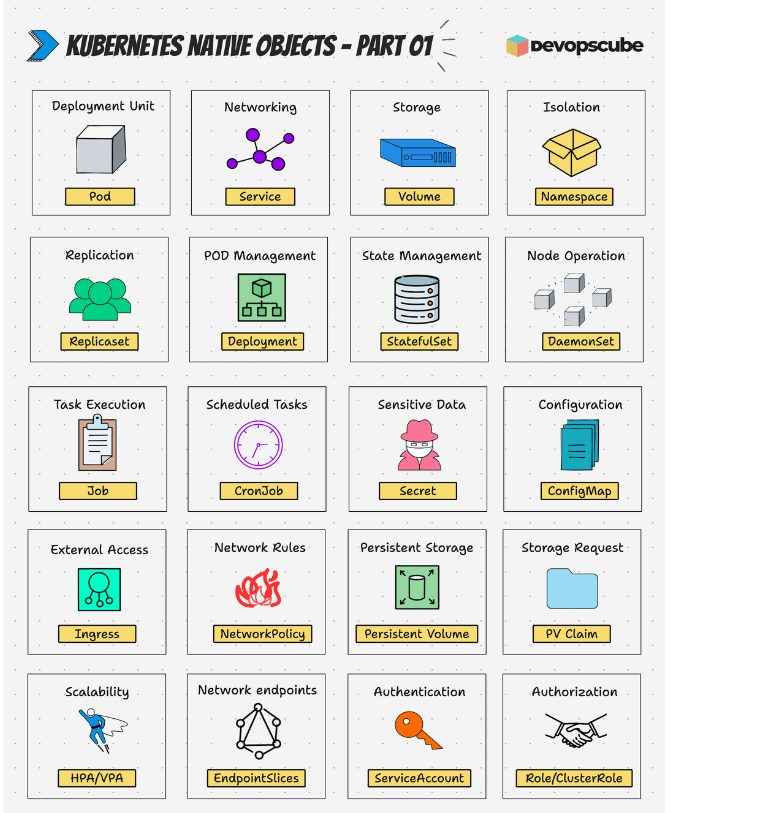 KUBERNETES NATIVE OBJECTS - PART 01
DEVOPSCUBE
Deployment Unit
Pod
Networking
Service
Storage
Volume
Isolation
Namespace
Replication
Replicaset
POD Management
Deployment
State Management
StatefulSet
Node Operation
DaemonSet
Task Execution
Job
Scheduled Tasks
CronJob
Sensitive Data
Secret
Configuration
ConfigMap
External Access
Ingress
Network Rules
NetworkPolicy
Persistent Storage
Persistent Volume
Storage Request
PV Claim
Scalability
HPA/VPA
Network endpoints
EndpointSlices
Authentication
ServiceAccount
Authorization
Role/ClusterRole